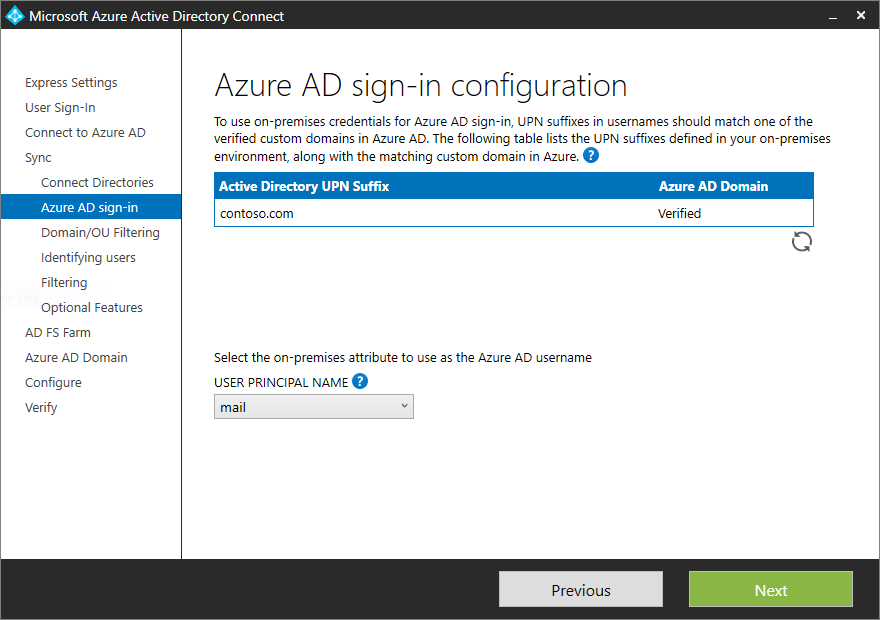 Microsoft Azure Active Directory Connect
Express Settings
User Sign-In
Connect to Azure AD
Sync
Connect Directories
Azure AD sign-in
Domain/OU Filtering
Identifying users
Filtering
Optional Features
AD FS Farm
Azure AD Domain
Configure
Verify
Azure AD sign-in configuration
To use on-premises credentials for Azure AD sign-in, UPN suffixes in usernames should match one of the
verified custom domains in Azure AD. The following table lists the UPN suffixes defined in your on-premises
environment, along with the matching custom domain in Azure. ?
Active Directory UPN Suffix Azure AD Domain
contoso.com Verified
Select the on-premises attribute to use as the Azure AD username
USER PRINCIPAL NAME ?
mail
Previous Next